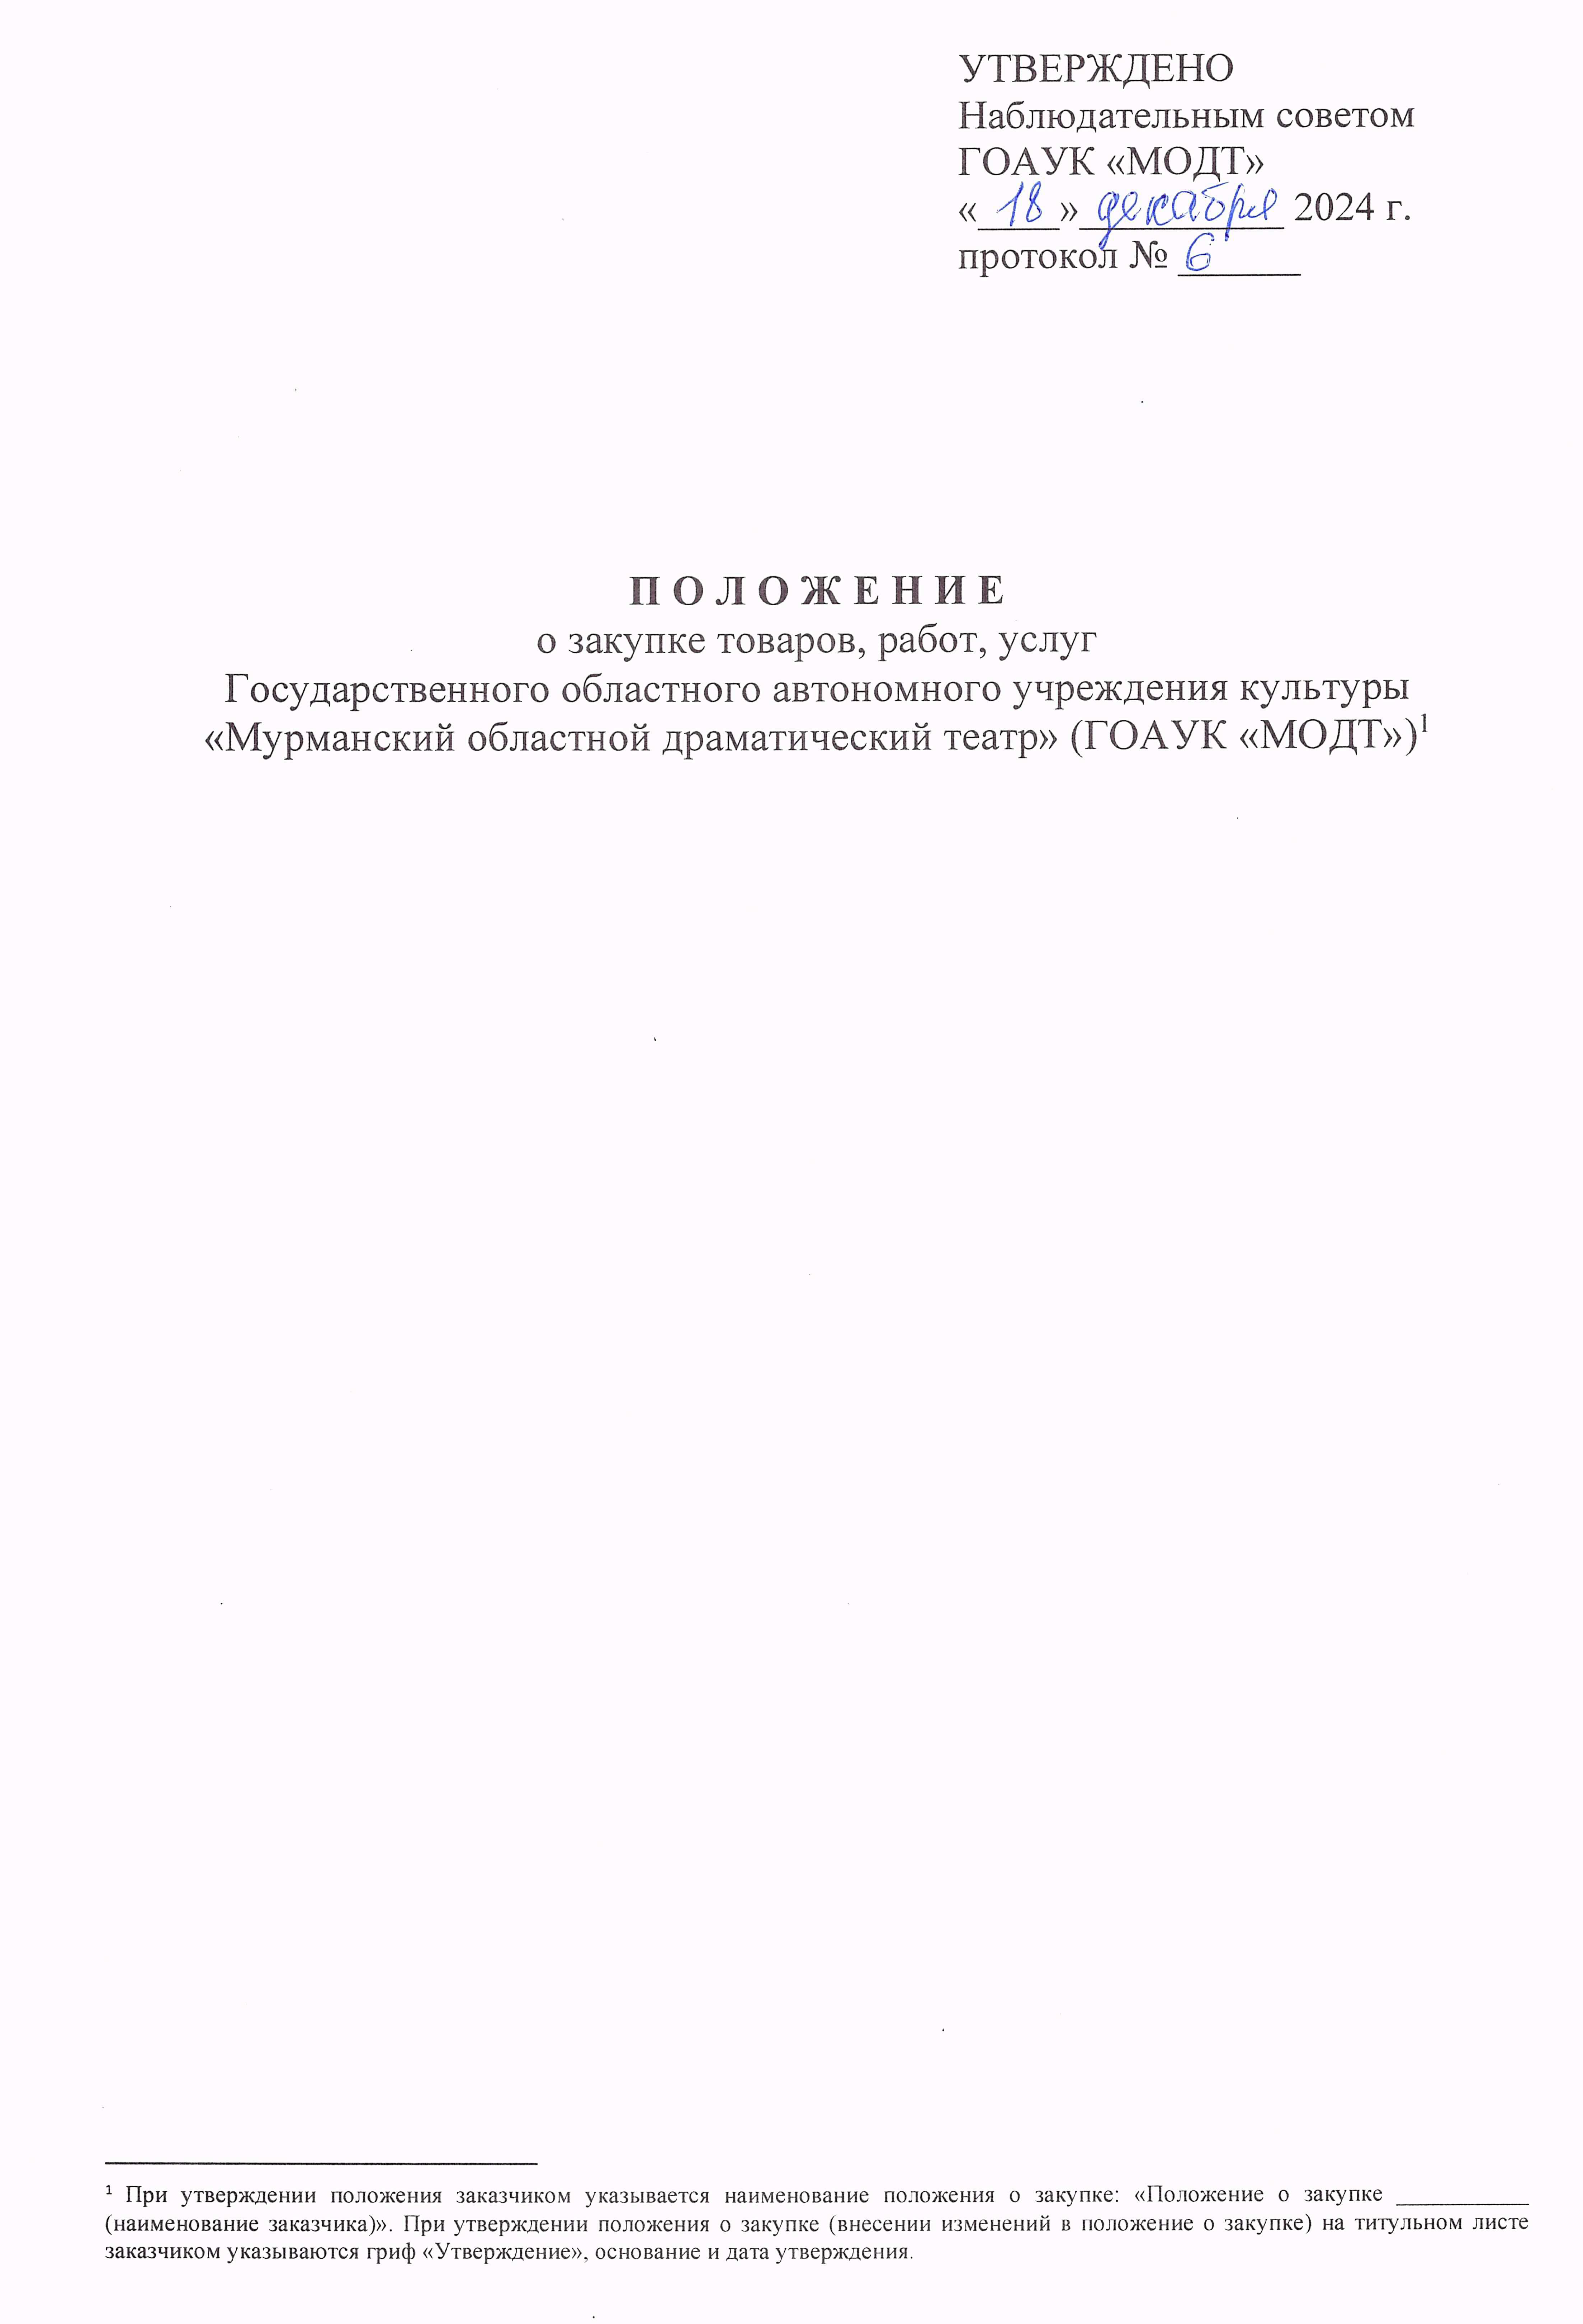 УТВЕРЖДЕНО
Наблюдательным советом
ГОАУК «МОДТ»
«18» декабря 2024 г.
протокол № 6
П О Л О Ж Е Н И Е
о закупке товаров, работ, услуг
Государственного областного автономного учреждения культуры
«Мурманский областной драматический театр» (ГОАУК «МОДТ»)¹
¹ При утверждении положения заказчиком указывается наименование положения о закупке: «Положение о закупке ___________
(наименование заказчика)». При утверждении положения о закупке (внесении изменений в положение о закупке) на титульном листе
заказчиком указываются гриф «Утверждение», основание и дата утверждения.